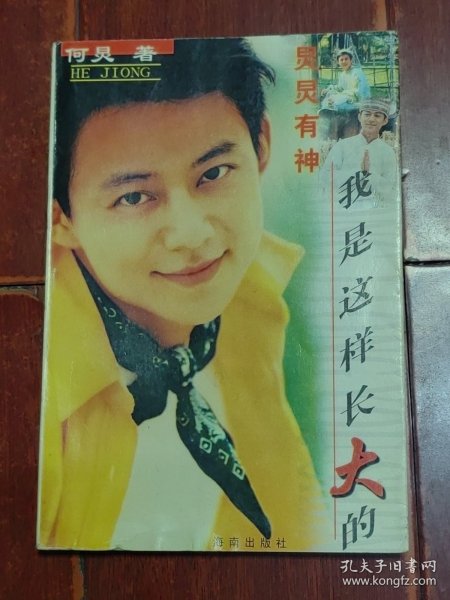 何炅 著
HE JIONG
炅炅有神
我是这样长大的
海南出版社
孔夫子旧书网
www.kongfz.com